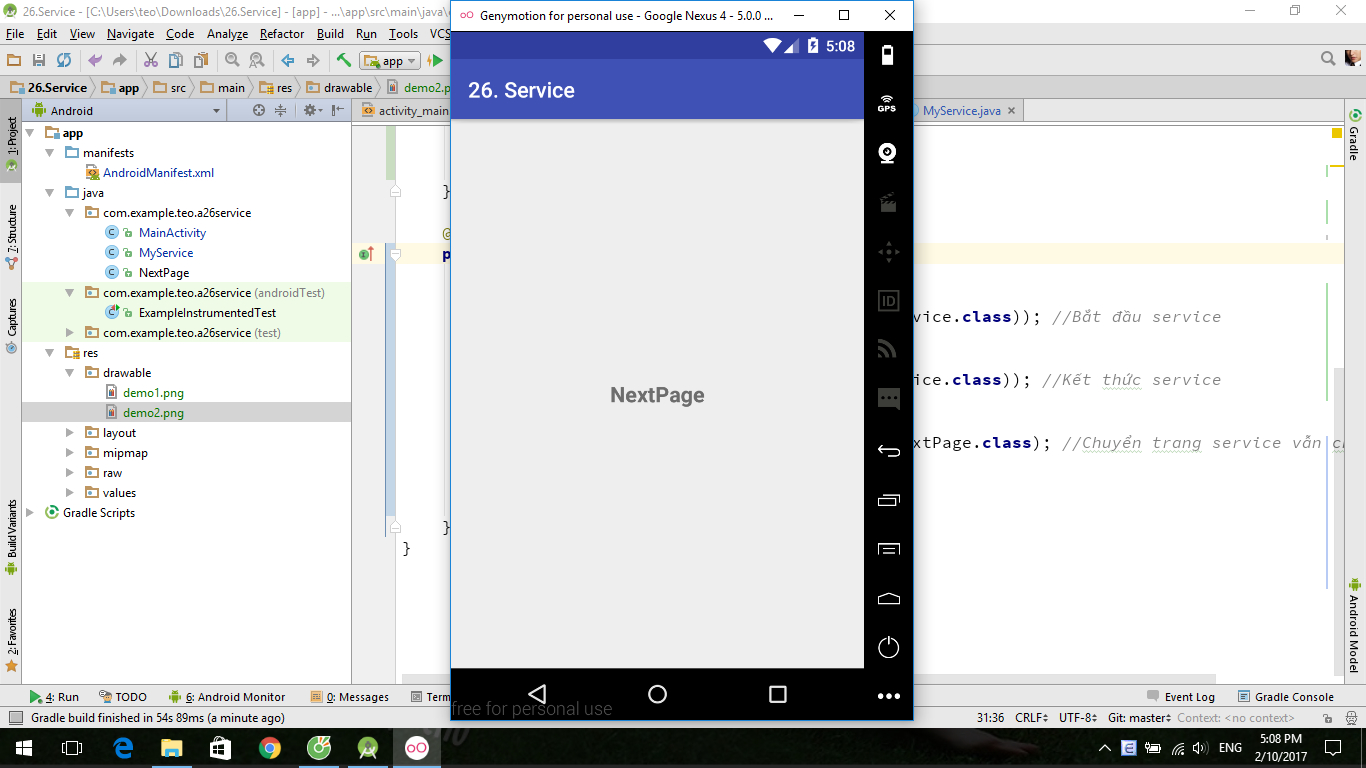 26.Service - [C:\Users\teo\Downloads\26.Service] - [app] - ...\app\src\main\java\
Genymotion for personal use - Google Nexus 4 - 5.0.0 ...
File Edit View Navigate Code Analyze Refactor Build Run Tools VCS
app
26.Service app src main res drawable demo2.p
Android
activity_main
MyService.java
5:08
26. Service
GPS
ID
NextPage
free for personal use
1: Project
7: Structure
Captures
Build Variants
2: Favorites
app
manifests
AndroidManifest.xml
java
com.example.teo.a26service
MainActivity
MyService
NextPage
com.example.teo.a26service (androidTest)
ExampleInstrumentedTest
com.example.teo.a26service (test)
res
drawable
demo1.png
demo2.png
layout
mipmap
raw
values
Gradle Scripts
}
@
p
vice.class)); //Bắt đầu service
ice.class)); //Kết thúc service
xtPage.class); //Chuyển trang service vẫn c
}
}
Gradle
Android Model
4: Run TODO 6: Android Monitor 0: Messages Term
Event Log Gradle Console
Gradle build finished in 54s 89ms (a minute ago)
31:36 CRLF UTF-8 Git: master Context: <no context>
ENG
5:08 PM
2/10/2017